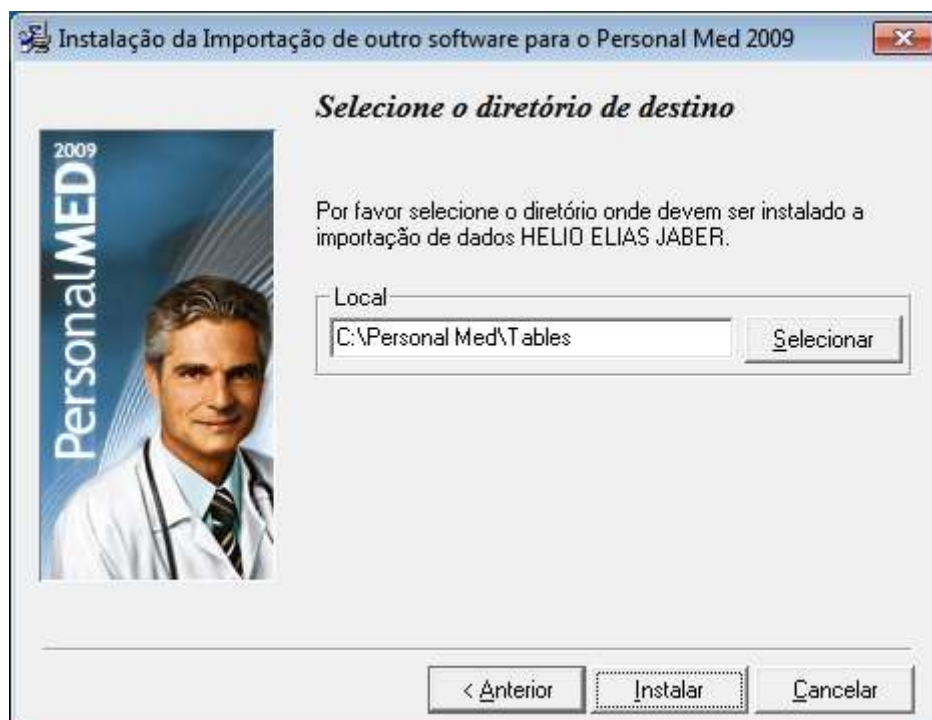 Instalação da Importação de outro software para o Personal Med 2009
Selecione o diretório de destino
2009
PersonalMED
Por favor selecione o diretório onde devem ser instalado a
importação de dados HELIO ELIAS JABER.
Local
C:\Personal Med\Tables
Selecionar
< Anterior
Instalar
Cancelar